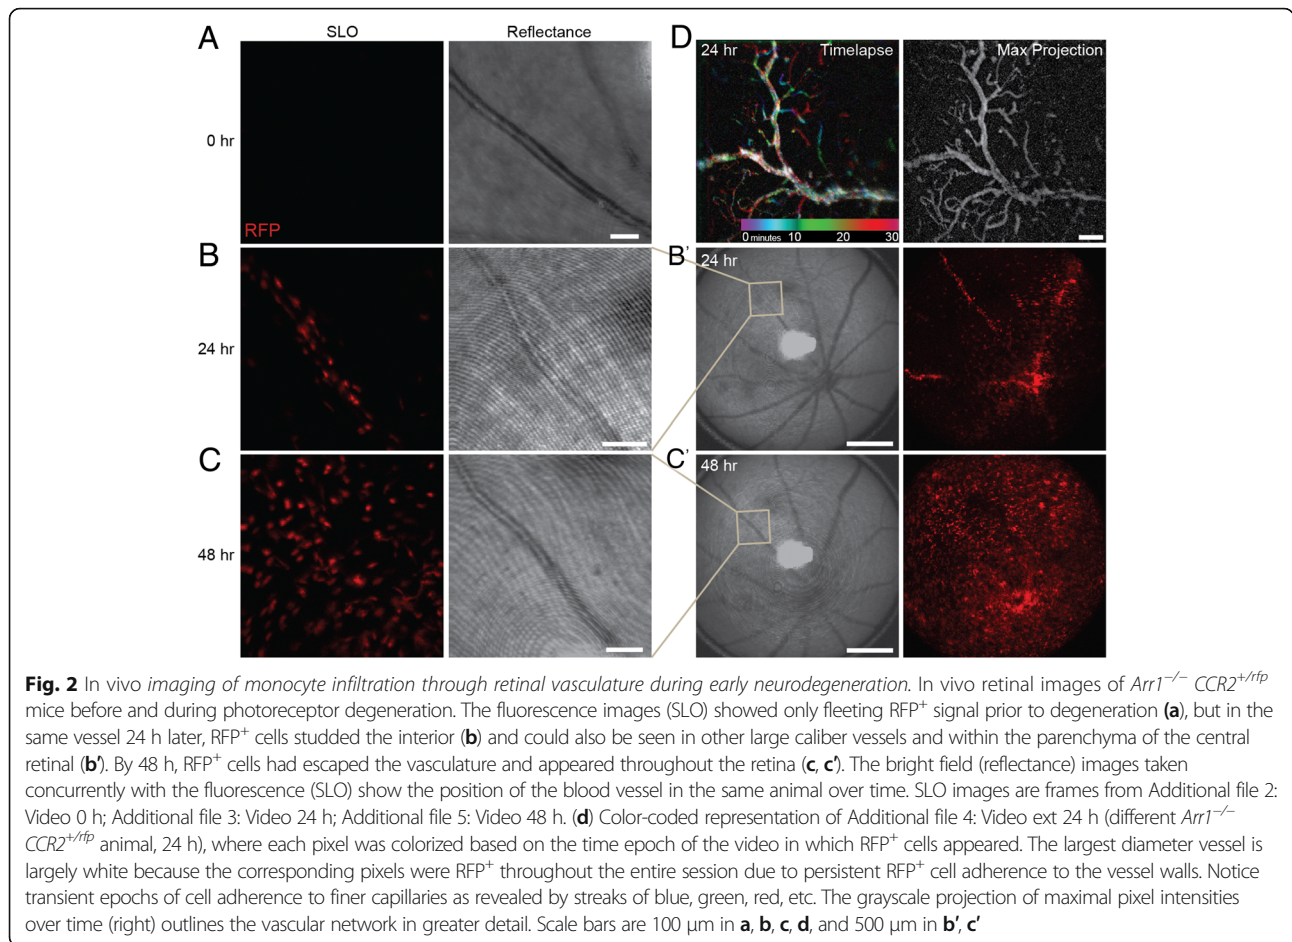 A
SLO
Reflectance
D
24 hr
Timelapse
Max Projection
0 hr
RFP
0 minutes 10 20 30
B
24 hr
B'
24 hr
C
48 hr
C'
48 hr
Fig. 2 In vivo imaging of monocyte infiltration through retinal vasculature during early neurodegeneration. In vivo retinal images of Arr1−/− CCR2+/rfp
mice before and during photoreceptor degeneration. The fluorescence images (SLO) showed only fleeting RFP+ signal prior to degeneration (a), but in the
same vessel 24 h later, RFP+ cells studded the interior (b) and could also be seen in other large caliber vessels and within the parenchyma of the central
retinal (b′). By 48 h, RFP+ cells had escaped the vasculature and appeared throughout the retina (c, c′). The bright field (reflectance) images taken
concurrently with the fluorescence (SLO) show the position of the blood vessel in the same animal over time. SLO images are frames from Additional file 2:
Video 0 h; Additional file 3: Video 24 h; Additional file 5: Video 48 h. (d) Color-coded representation of Additional file 4: Video ext 24 h (different Arr1−/−
CCR2+/rfp animal, 24 h), where each pixel was colorized based on the time epoch of the video in which RFP+ cells appeared. The largest diameter vessel is
largely white because the corresponding pixels were RFP+ throughout the entire session due to persistent RFP+ cell adherence to the vessel walls. Notice
transient epochs of cell adherence to finer capillaries as revealed by streaks of blue, green, red, etc. The grayscale projection of maximal pixel intensities
over time (right) outlines the vascular network in greater detail. Scale bars are 100 μm in a, b, c, d, and 500 μm in b′, c′